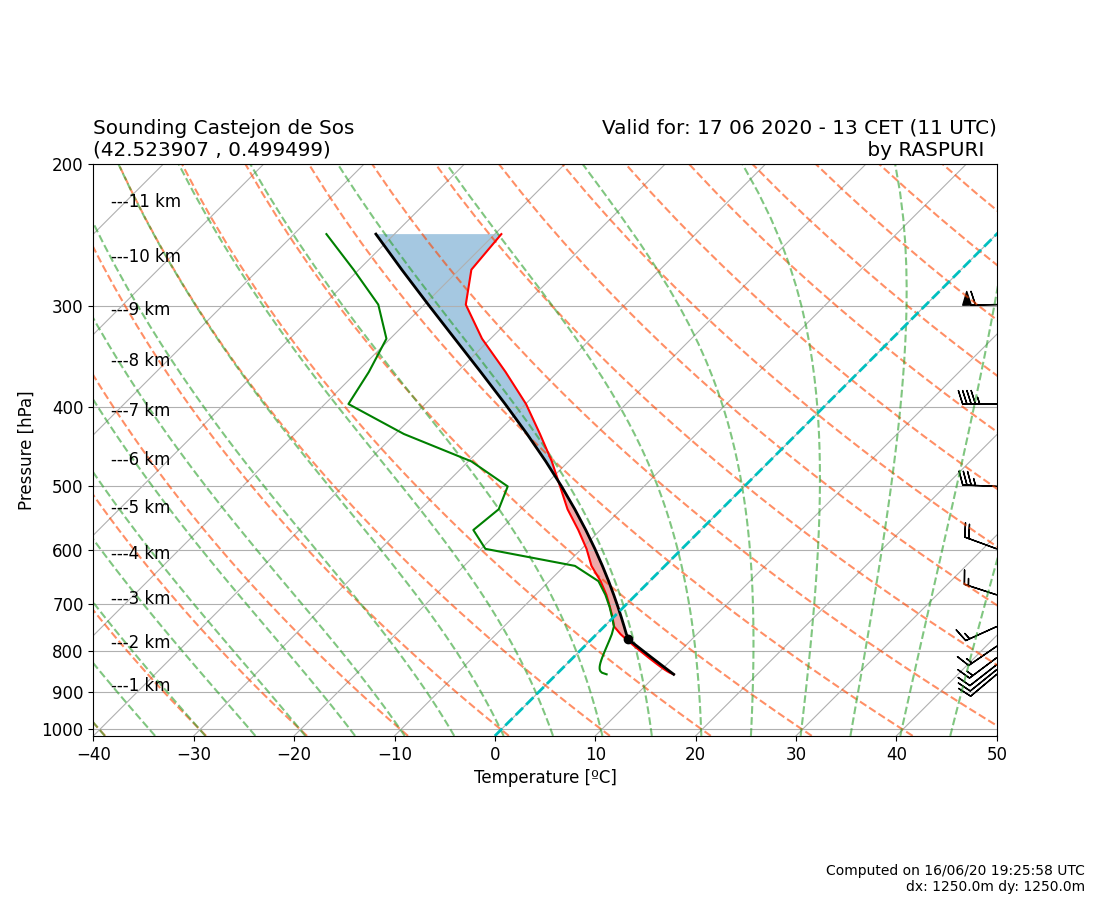 Sounding Castejon de Sos
(42.523907 , 0.499499)
Valid for: 17 06 2020 - 13 CET (11 UTC)
by RASPURI
200
300
400
500
600
700
800
900
1000
Pressure [hPa]
---11 km
---10 km
---9 km
---8 km
---7 km
---6 km
---5 km
---4 km
---3 km
---2 km
---1 km
−40 −30 −20 −10 0 10 20 30 40 50
Temperature [ºC]
Computed on 16/06/20 19:25:58 UTC
dx: 1250.0m dy: 1250.0m